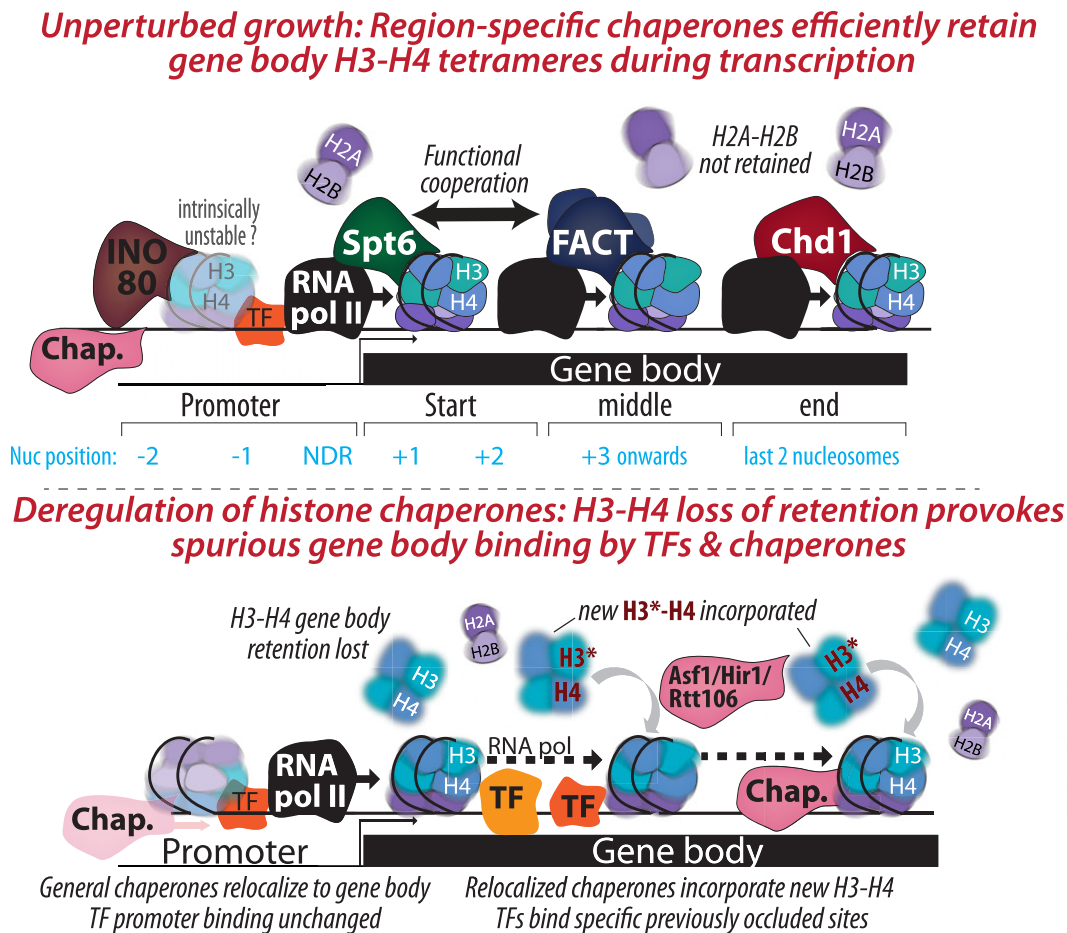 Unperturbed growth: Region-specific chaperones efficiently retain
gene body H3-H4 tetrameres during transcription
H2A
H2B
Functional
cooperation
H2A-H2B
not retained
H2A
H2B
intrinsically
unstable ?
INO
80
H3
H4
TF
Spt6
RNA
pol II
H3
H4
FACT
Chd1
H3
H4
Chap.
Gene body
Promoter
Start
middle
end
Nuc position:
-2
-1
NDR
+1
+2
+3 onwards
last 2 nucleosomes
Deregulation of histone chaperones: H3-H4 loss of retention provokes
spurious gene body binding by TFs & chaperones
H3-H4 gene body
retention lost
H2A
H2B
new H3*-H4 incorporated
H3
H4
H3*
H4
Asf1/Hir1/
Rtt106
H3*
H4
H3
H4
H2A
H2B
RNA
pol II
H3
H4
RNA pol
TF
TF
TF
Chap.
H3
H4
Chap.
Promoter
Gene body
General chaperones relocalize to gene body
TF promoter binding unchanged
Relocalized chaperones incorporate new H3-H4
TFs bind specific previously occluded sites